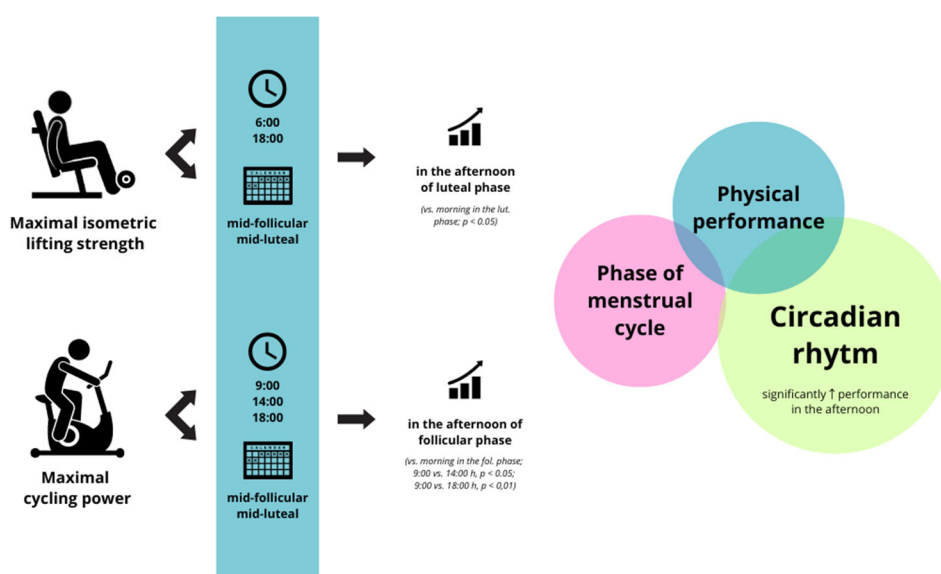 Maximal isometric
lifting strength
6:00
18:00
CALENDER
mid-follicular
mid-luteal
in the afternoon
of luteal phase
(vs. morning in the lut.
phase; p < 0.05)
Maximal
cycling power
9:00
14:00
18:00
CALENDER
mid-follicular
mid-luteal
in the afternoon of
follicular phase
(vs. morning in the fol. phase;
9:00 vs. 14:00 h, p < 0.05;
9:00 vs. 18:00 h, p < 0,01)
Physical
performance
Phase of
menstrual
cycle
Circadian
rhytm
significantly ↑ performance
in the afternoon